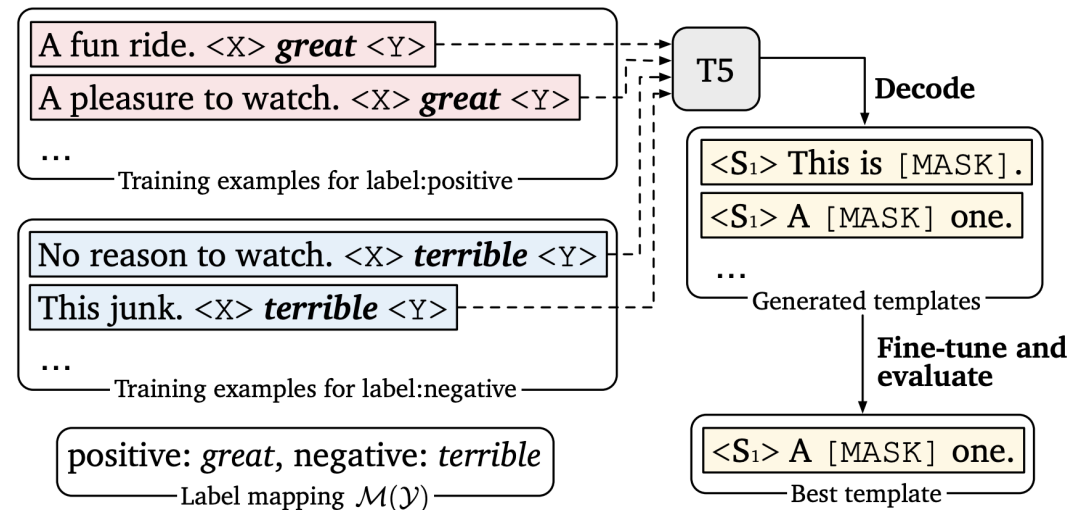 A fun ride. <X> great <Y>
A pleasure to watch. <X> great <Y>
...
Training examples for label:positive
No reason to watch. <X> terrible <Y>
This junk. <X> terrible <Y>
...
Training examples for label:negative
positive: great, negative: terrible
Label mapping 𝓜(𝒴)
T5
Decode
<S₁> This is [MASK].
<S₁> A [MASK] one.
...
Generated templates
Fine-tune and
evaluate
<S₁> A [MASK] one.
Best template